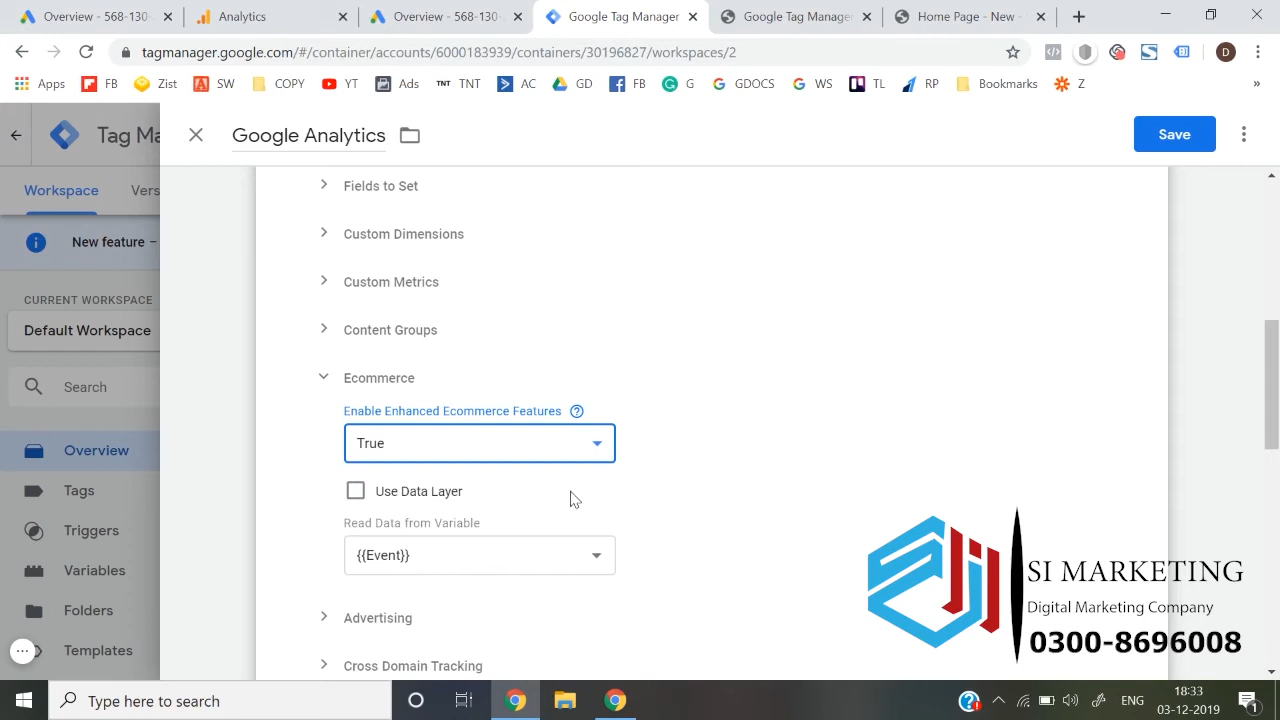 Overview - 568-130
Analytics
Overview - 568-130
Google Tag Manager
Google Tag Manage
Home Page - New -
tagmanager.google.com/#/container/accounts/6000183939/containers/30196827/workspaces/2
D
Apps
FB
Zist
SW
COPY
YT
Ads
TNT
TNT
AC
GD
FB
G
GDOCS
WS
TL
RP
Bookmarks
Z
»
Tag Ma
Google Analytics
Save
Workspace
Vers
New feature –
CURRENT WORKSPACE
Default Workspace
Search
Overview
Tags
Triggers
Variables
Folders
Templates
Fields to Set
Custom Dimensions
Custom Metrics
Content Groups
Ecommerce
Enable Enhanced Ecommerce Features
True
Use Data Layer
Read Data from Variable
{{Event}}
Advertising
Cross Domain Tracking
SI MARKETING
Digital Marketing Company
0300-8696008
Type here to search
ENG
18:33
03-12-2019
1